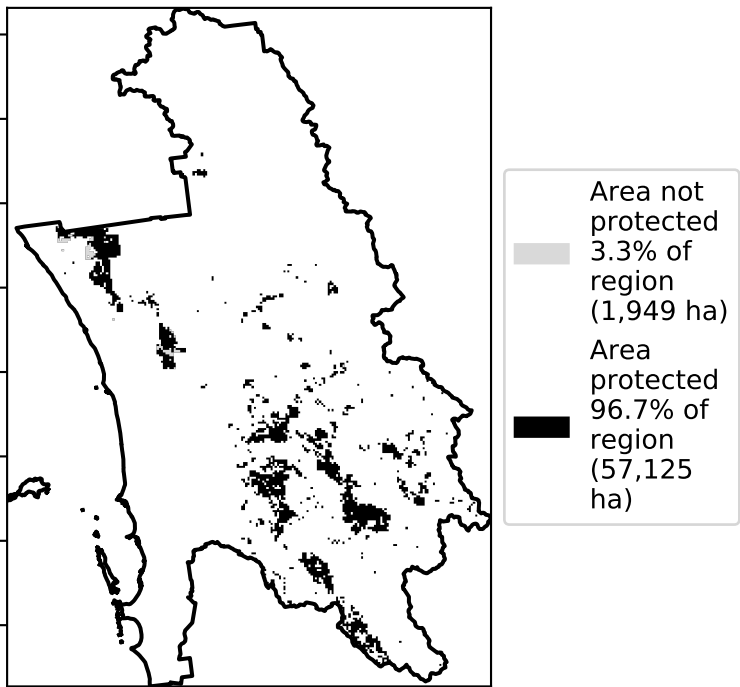 Area not
protected
3.3% of
region
(1,949 ha)
Area
protected
96.7% of
region
(57,125
ha)